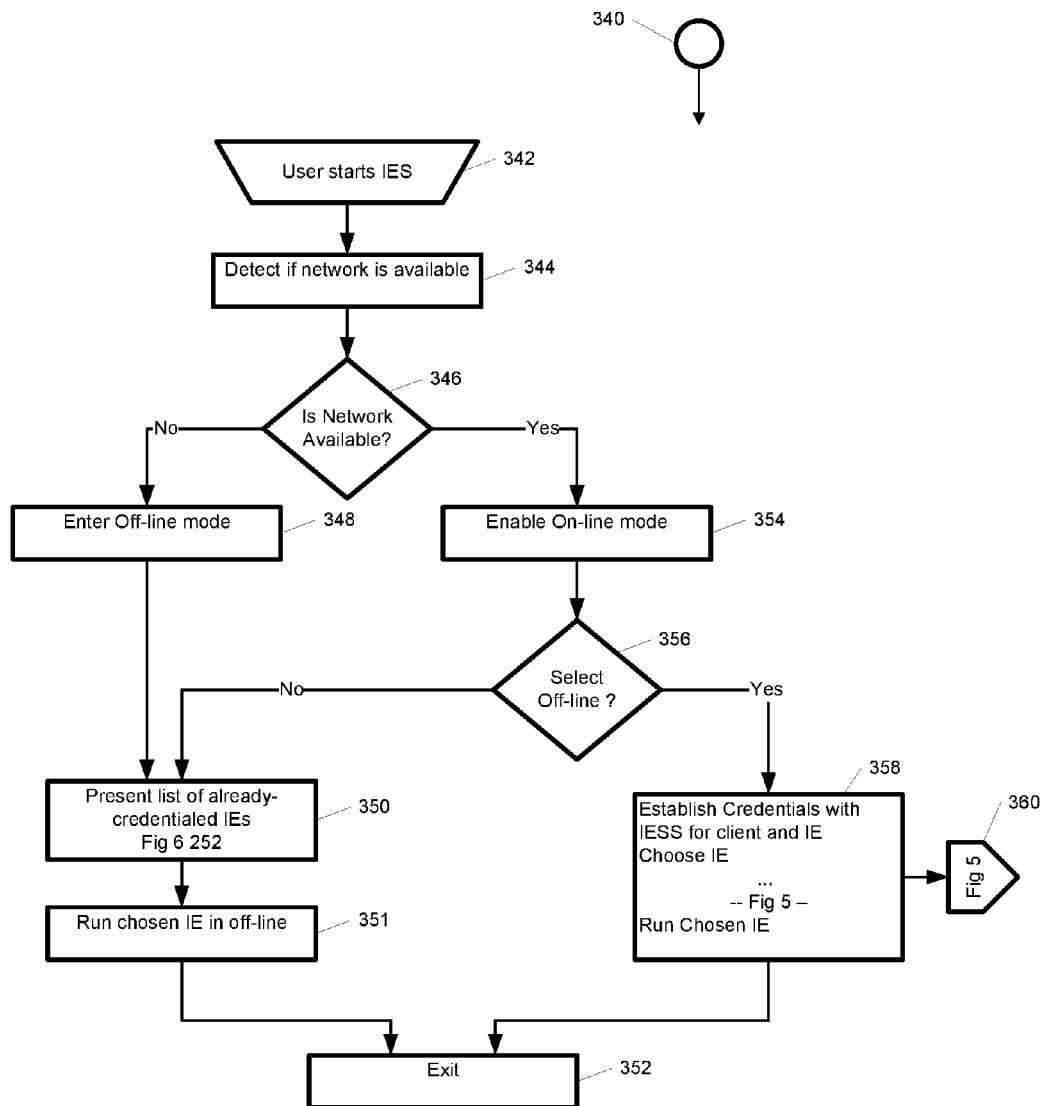 340
User starts IES
342
Detect if network is available
344
346
Is Network
Available?
No
Yes
Enter Off-line mode
348
Enable On-line mode
354
356
Select
Off-line ?
No
Yes
Present list of already-
credentialed IEs
Fig 6 252
350
358
Establish Credentials with
IESS for client and IE
Choose IE
...
-- Fig 5 –
Run Chosen IE
360
Fig 5
Run chosen IE in off-line
351
Exit
352